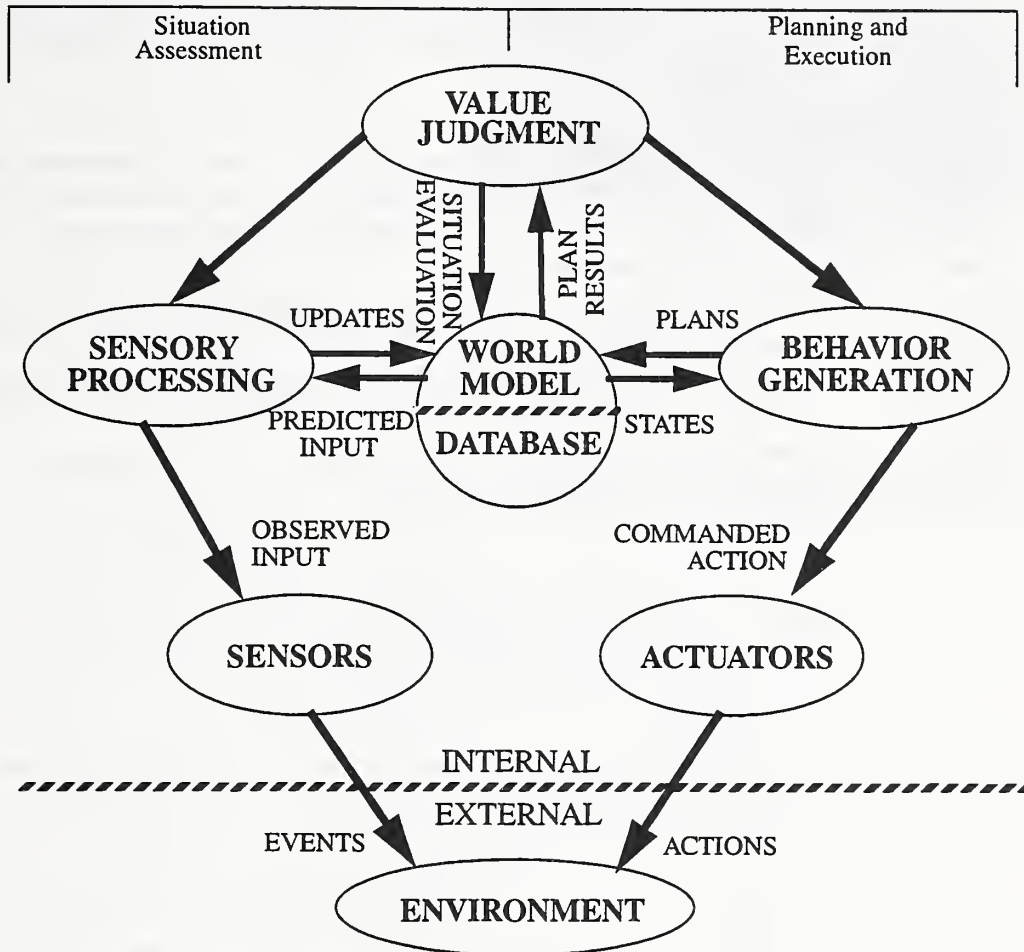 Situation
Assessment
Planning and
Execution
VALUE
JUDGMENT
SITUATION
EVALUATION
PLAN
RESULTS
UPDATES
PLANS
SENSORY
PROCESSING
WORLD
MODEL
BEHAVIOR
GENERATION
PREDICTED
INPUT
DATABASE
STATES
OBSERVED
INPUT
COMMANDED
ACTION
SENSORS
ACTUATORS
INTERNAL
EXTERNAL
EVENTS
ACTIONS
ENVIRONMENT